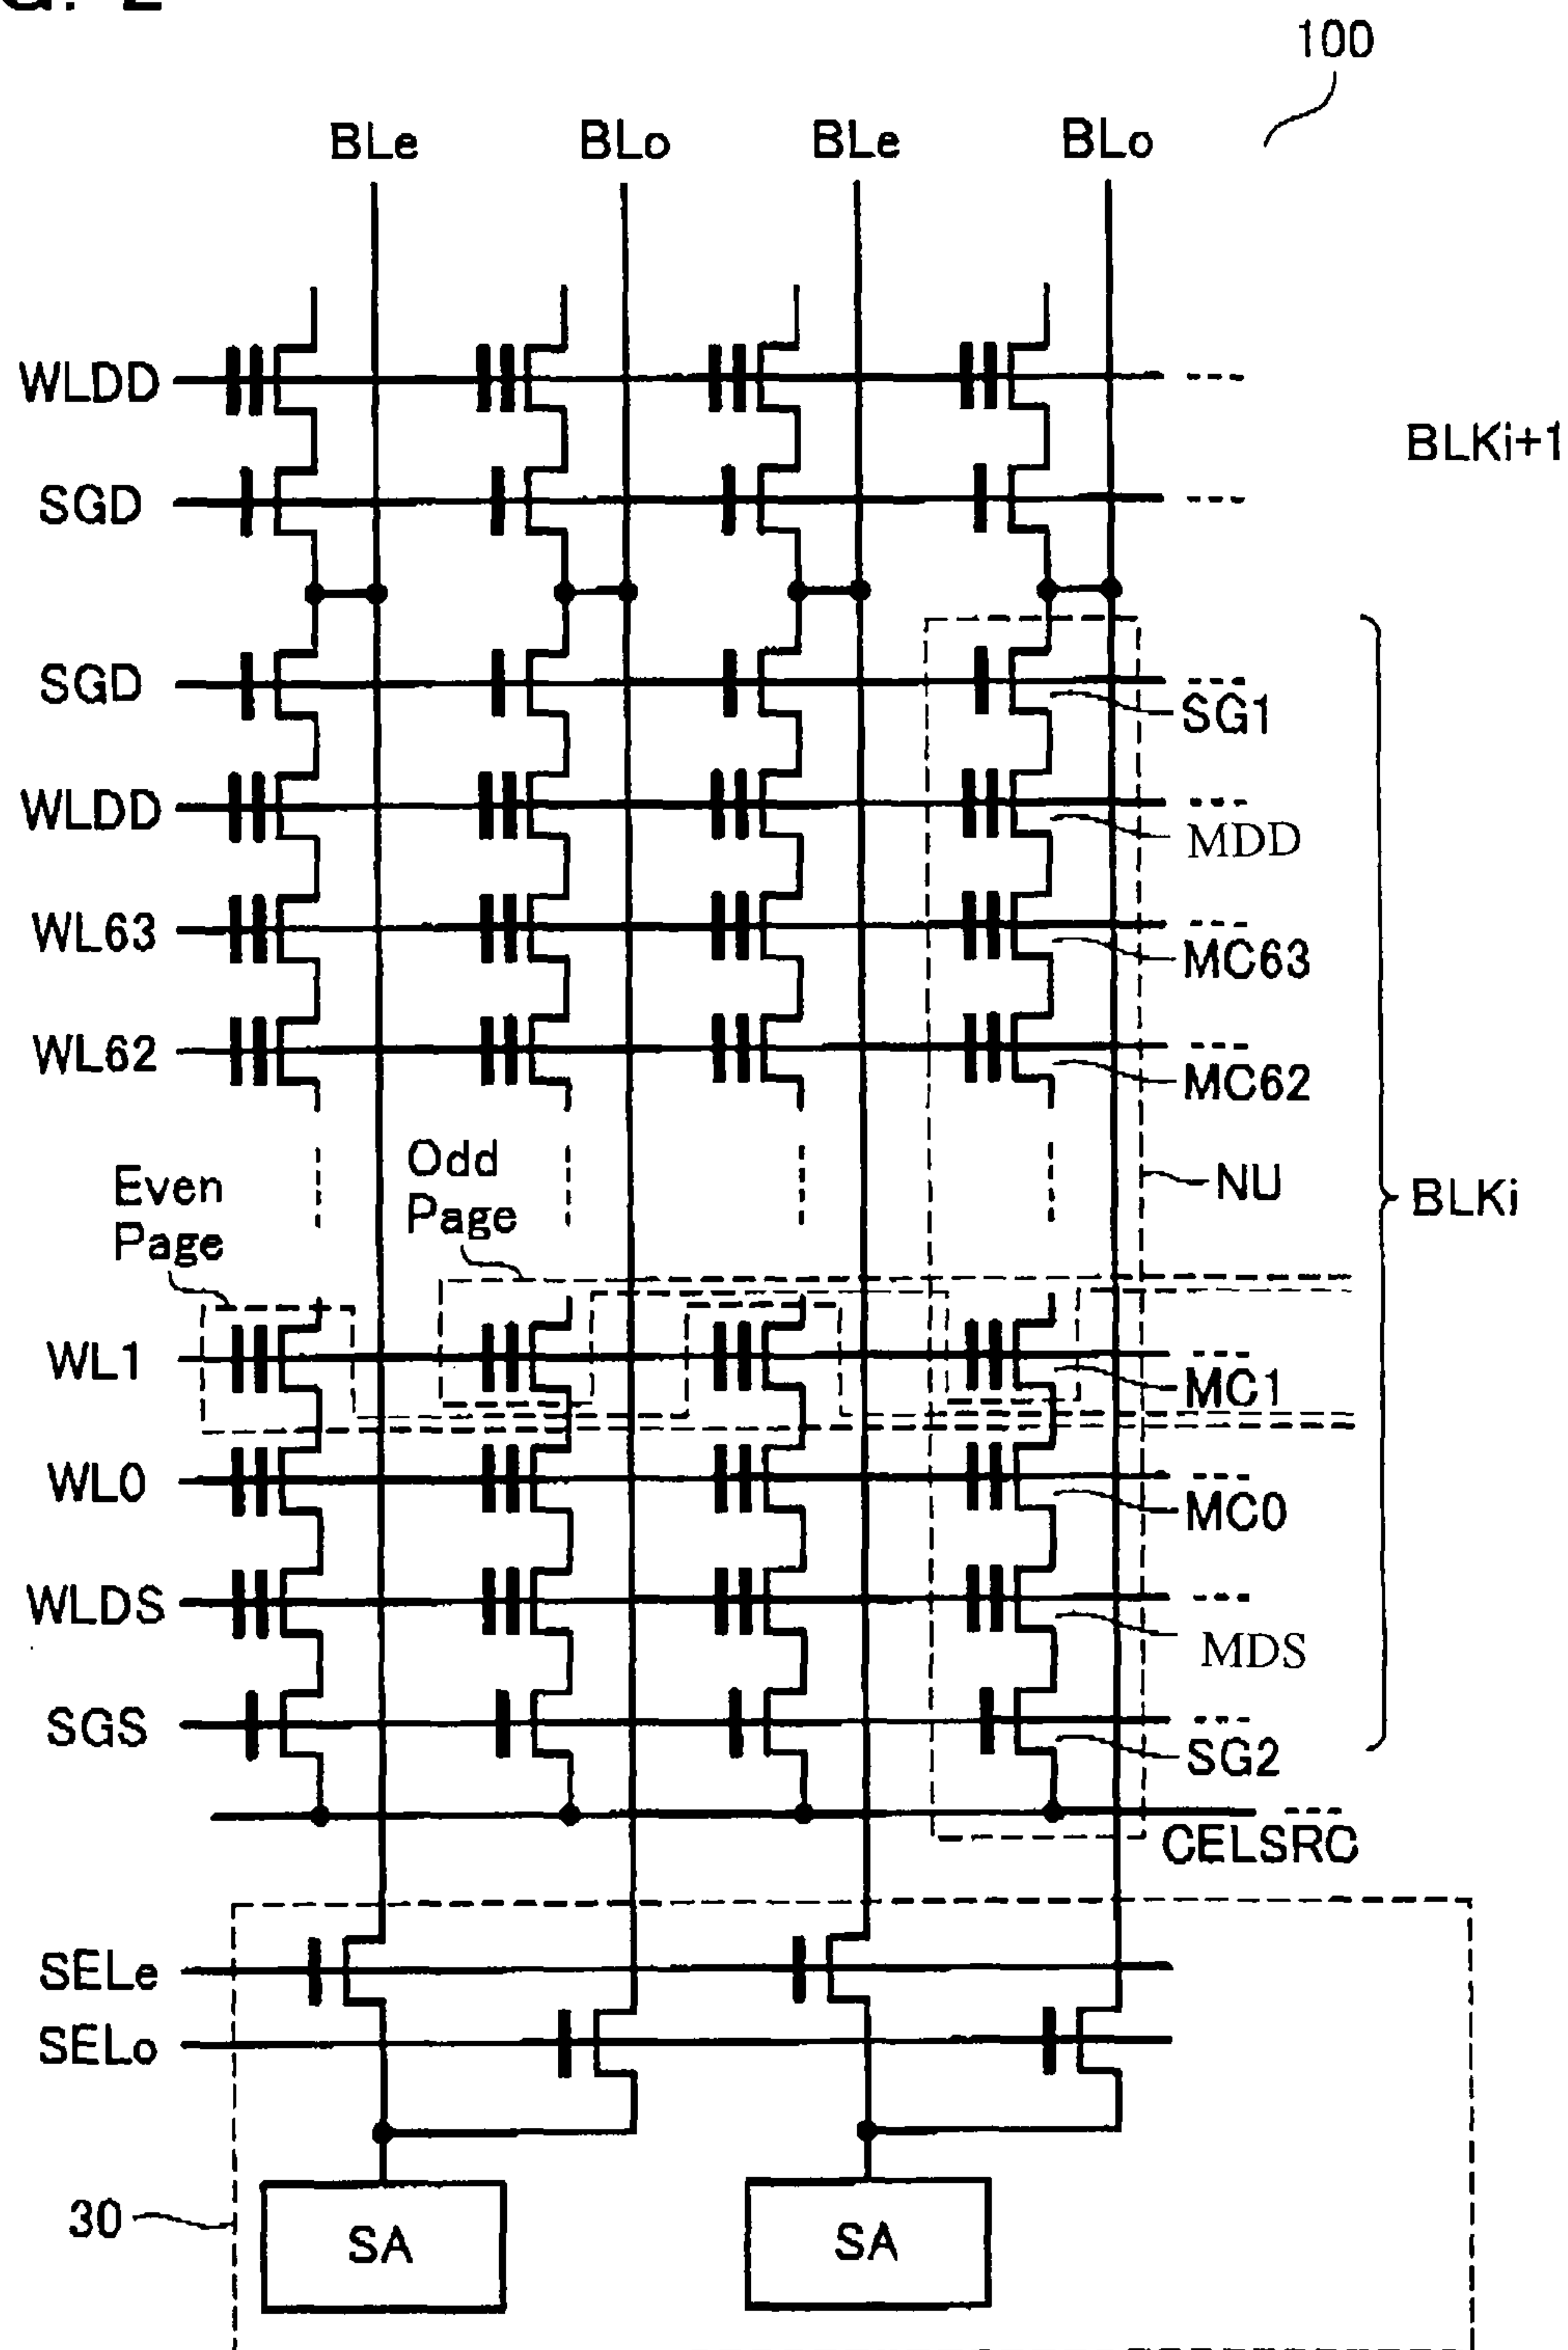 G. 2
100
BLe BLo BLe BLo
WLDD
BLKi+1
SGD
SGD
SG1
WLDD
MDD
WL63
MC63
WL62
MC62
Even
Page
Odd
Page
NU
BLKi
WL1
MC1
WL0
MC0
WLDS
MDS
SGS
SG2
CELSRC
SELe
SELo
30
SA SA